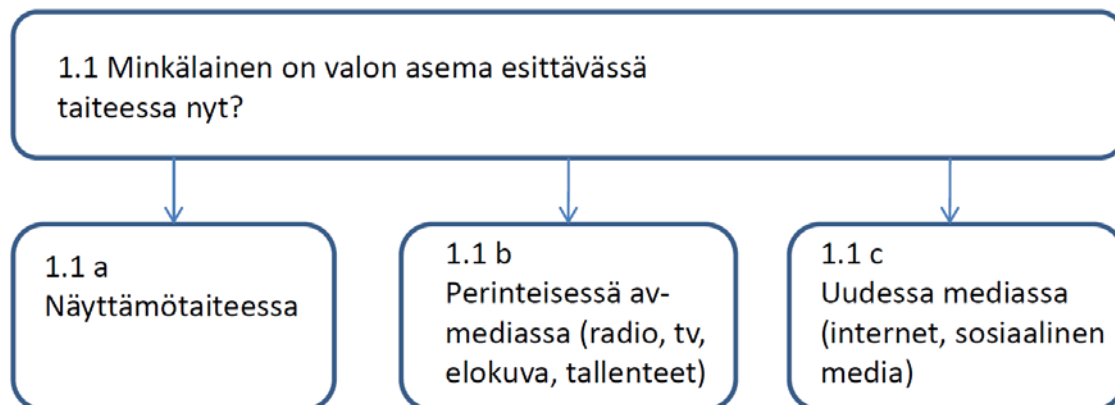 1.1 Minkälainen on valon asema esittävässä
taiteessa nyt?
1.1 a
Näyttämötaiteessa
1.1 b
Perinteisessä av-
mediassa (radio, tv,
elokuva, tallenteet)
1.1 c
Uudessa mediassa
(internet, sosiaalinen
media)